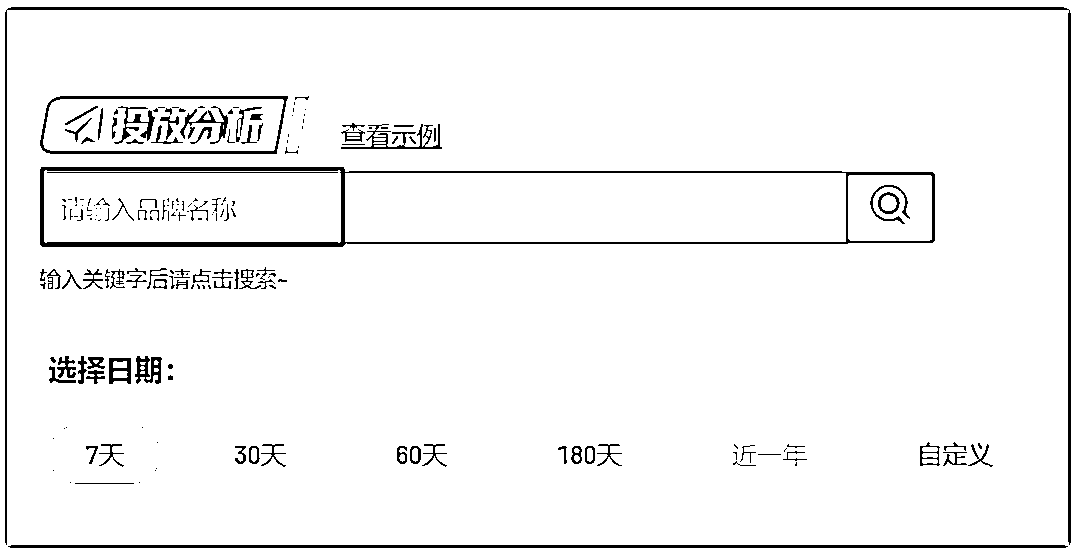 投放分析 查看示例
请输入品牌名称
输入关键字后请点击搜索~
选择日期：
7天 30天 60天 180天 近一年 自定义